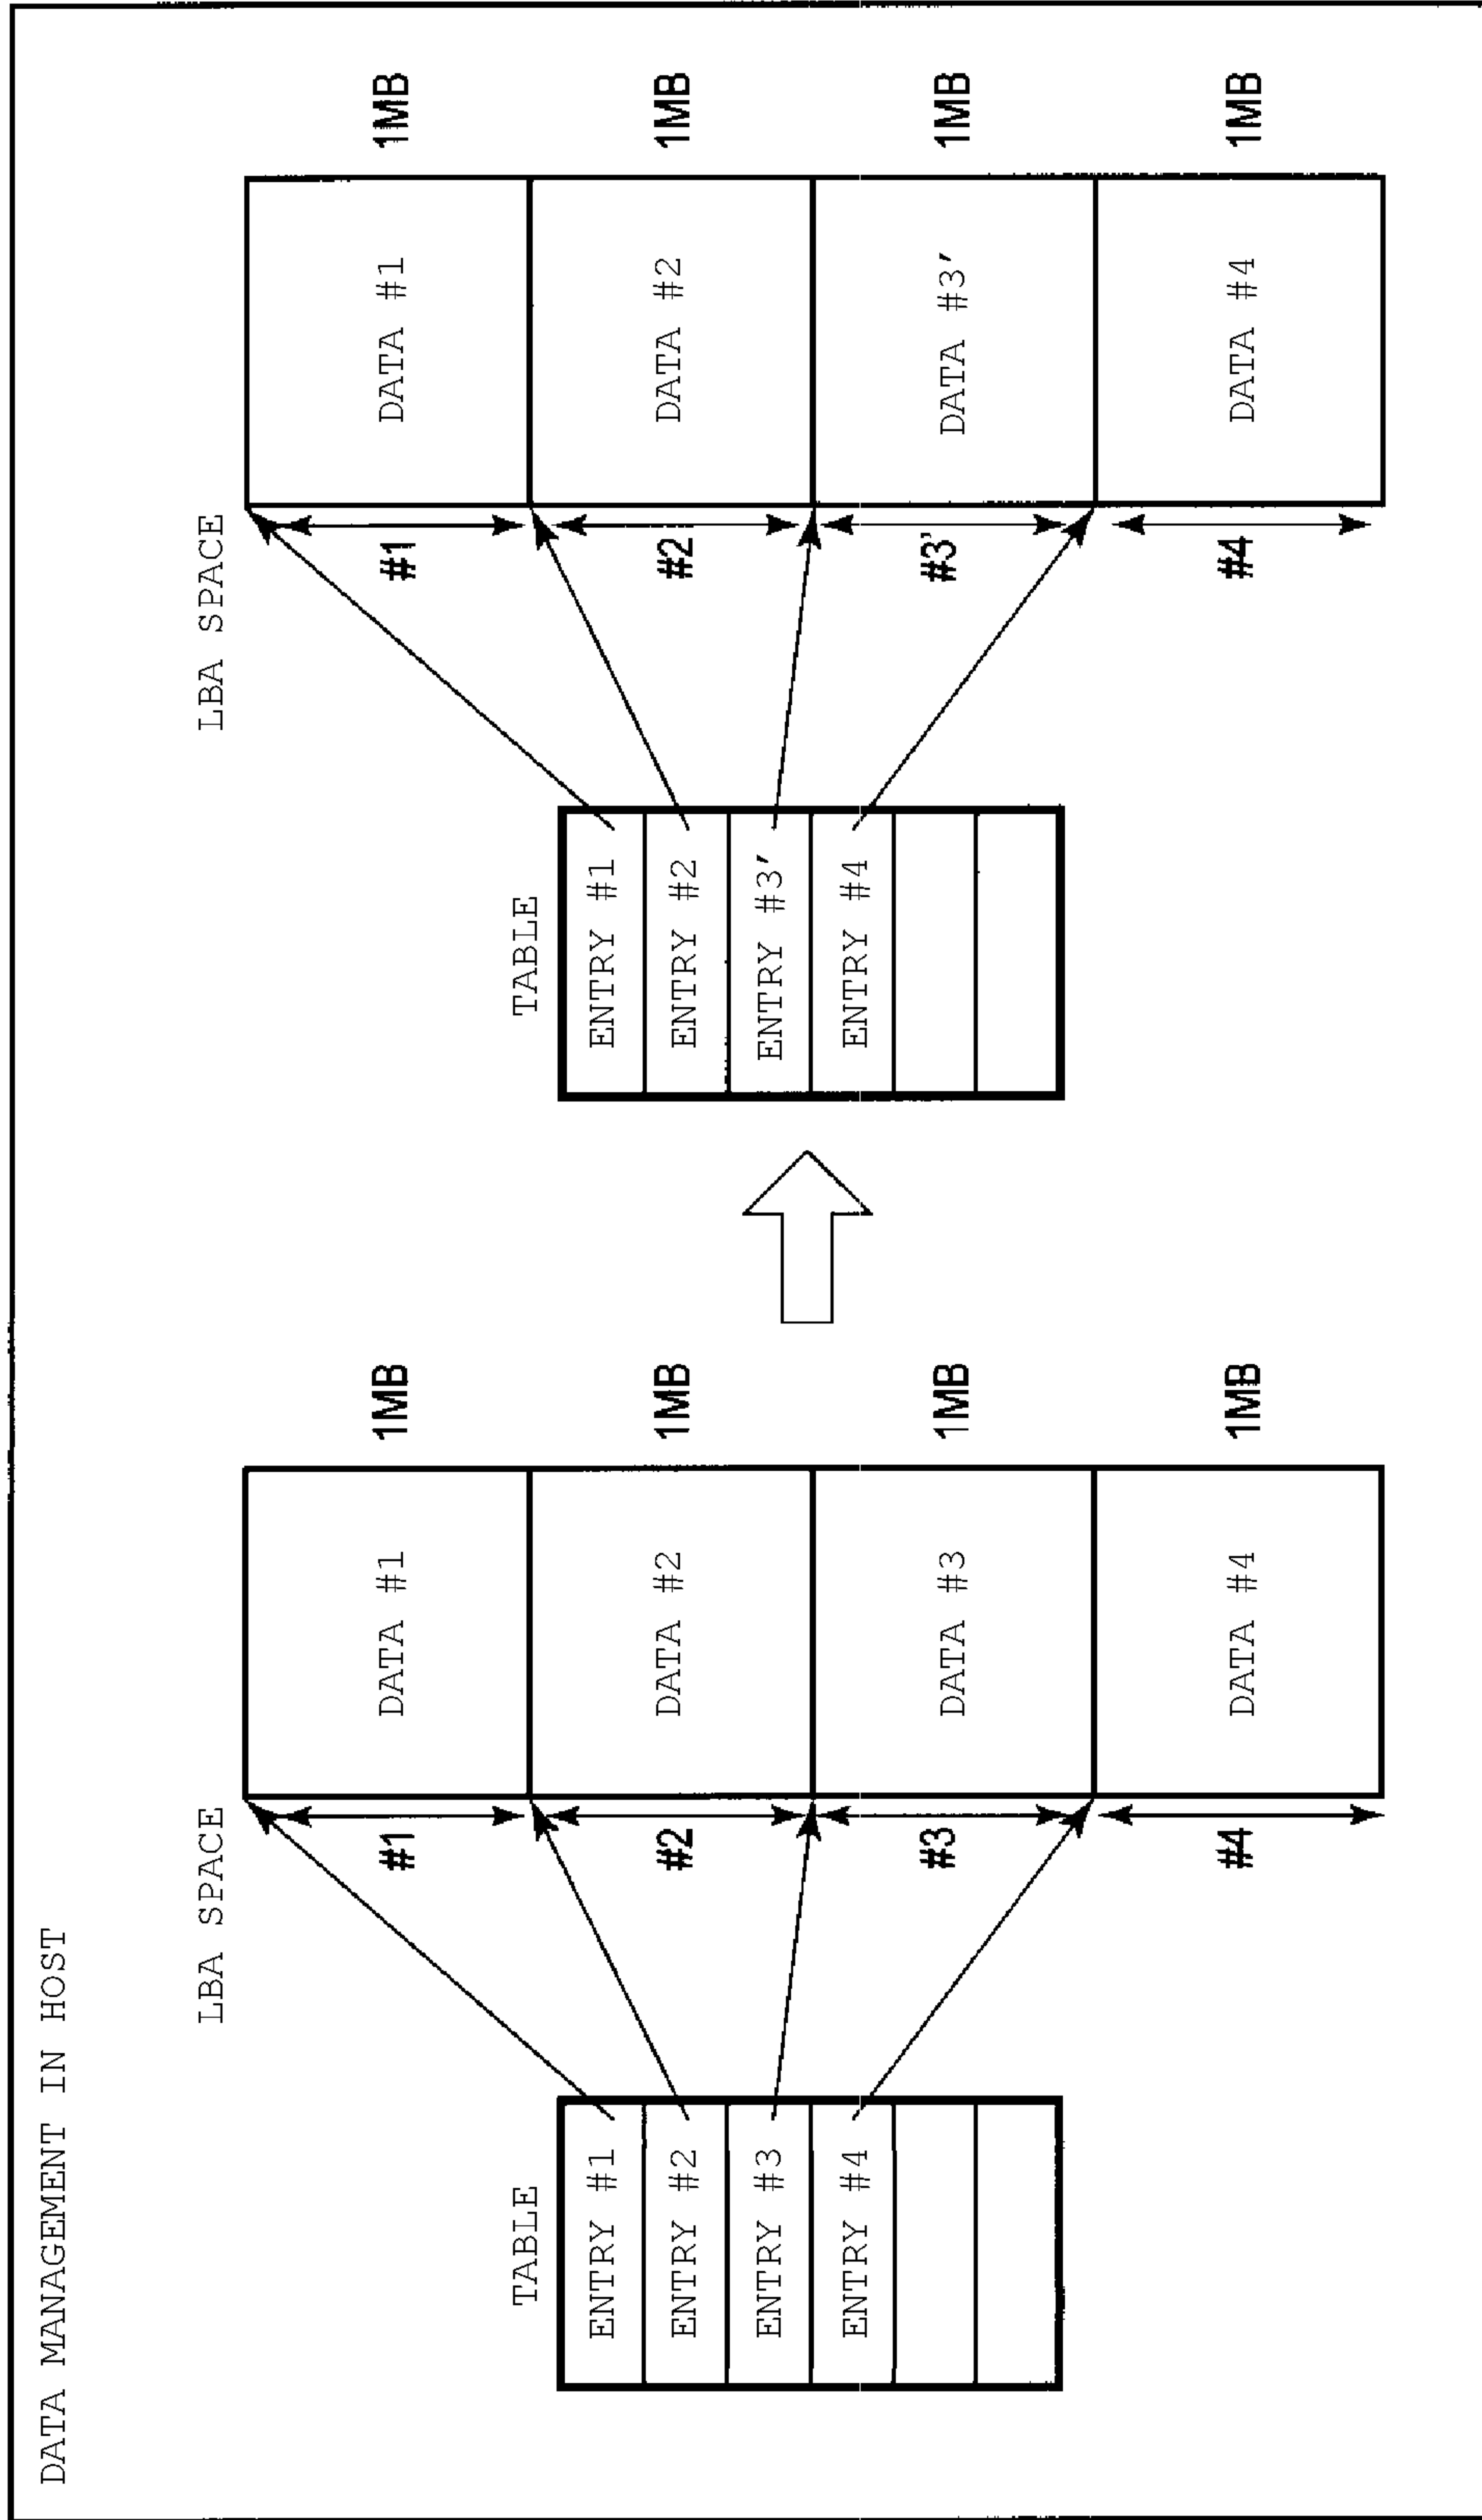 DATA MANAGEMENT IN HOST
TABLE
ENTRY #1
ENTRY #2
ENTRY #3
ENTRY #4
LBA SPACE
#1
#2
#3
#4
DATA #1
DATA #2
DATA #3
DATA #4
1MB
1MB
1MB
1MB
TABLE
ENTRY #1
ENTRY #2
ENTRY #3′
ENTRY #4
LBA SPACE
#1
#2
#3'
#4
DATA #1
DATA #2
DATA #3′
DATA #4
1MB
1MB
1MB
1MB